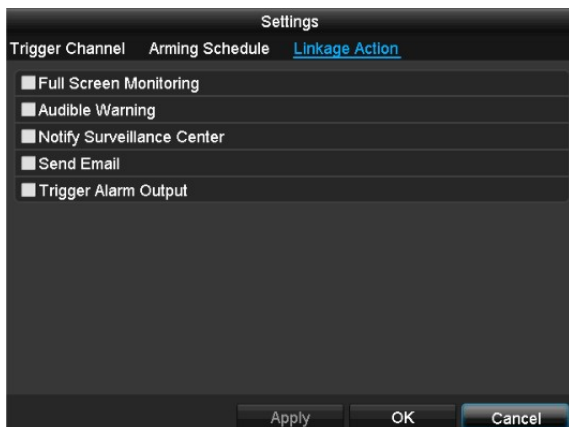 Settings
Trigger Channel Arming Schedule Linkage Action
Full Screen Monitoring
Audible Warning
Notify Surveillance Center
Send Email
Trigger Alarm Output
Apply OK Cancel